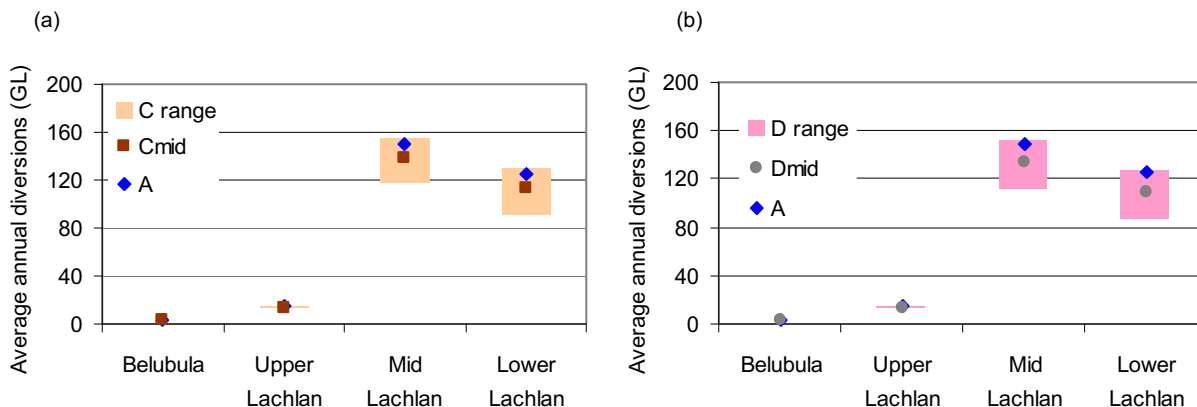 (a)
Average annual diversions (GL)
200
160
120
80
40
0
C range
Cmid
A
Belubula
Upper
Lachlan
Mid
Lachlan
Lower
Lachlan
(b)
Average annual diversions (GL)
200
160
120
80
40
0
D range
Dmid
A
Belubula
Upper
Lachlan
Mid
Lachlan
Lower
Lachlan